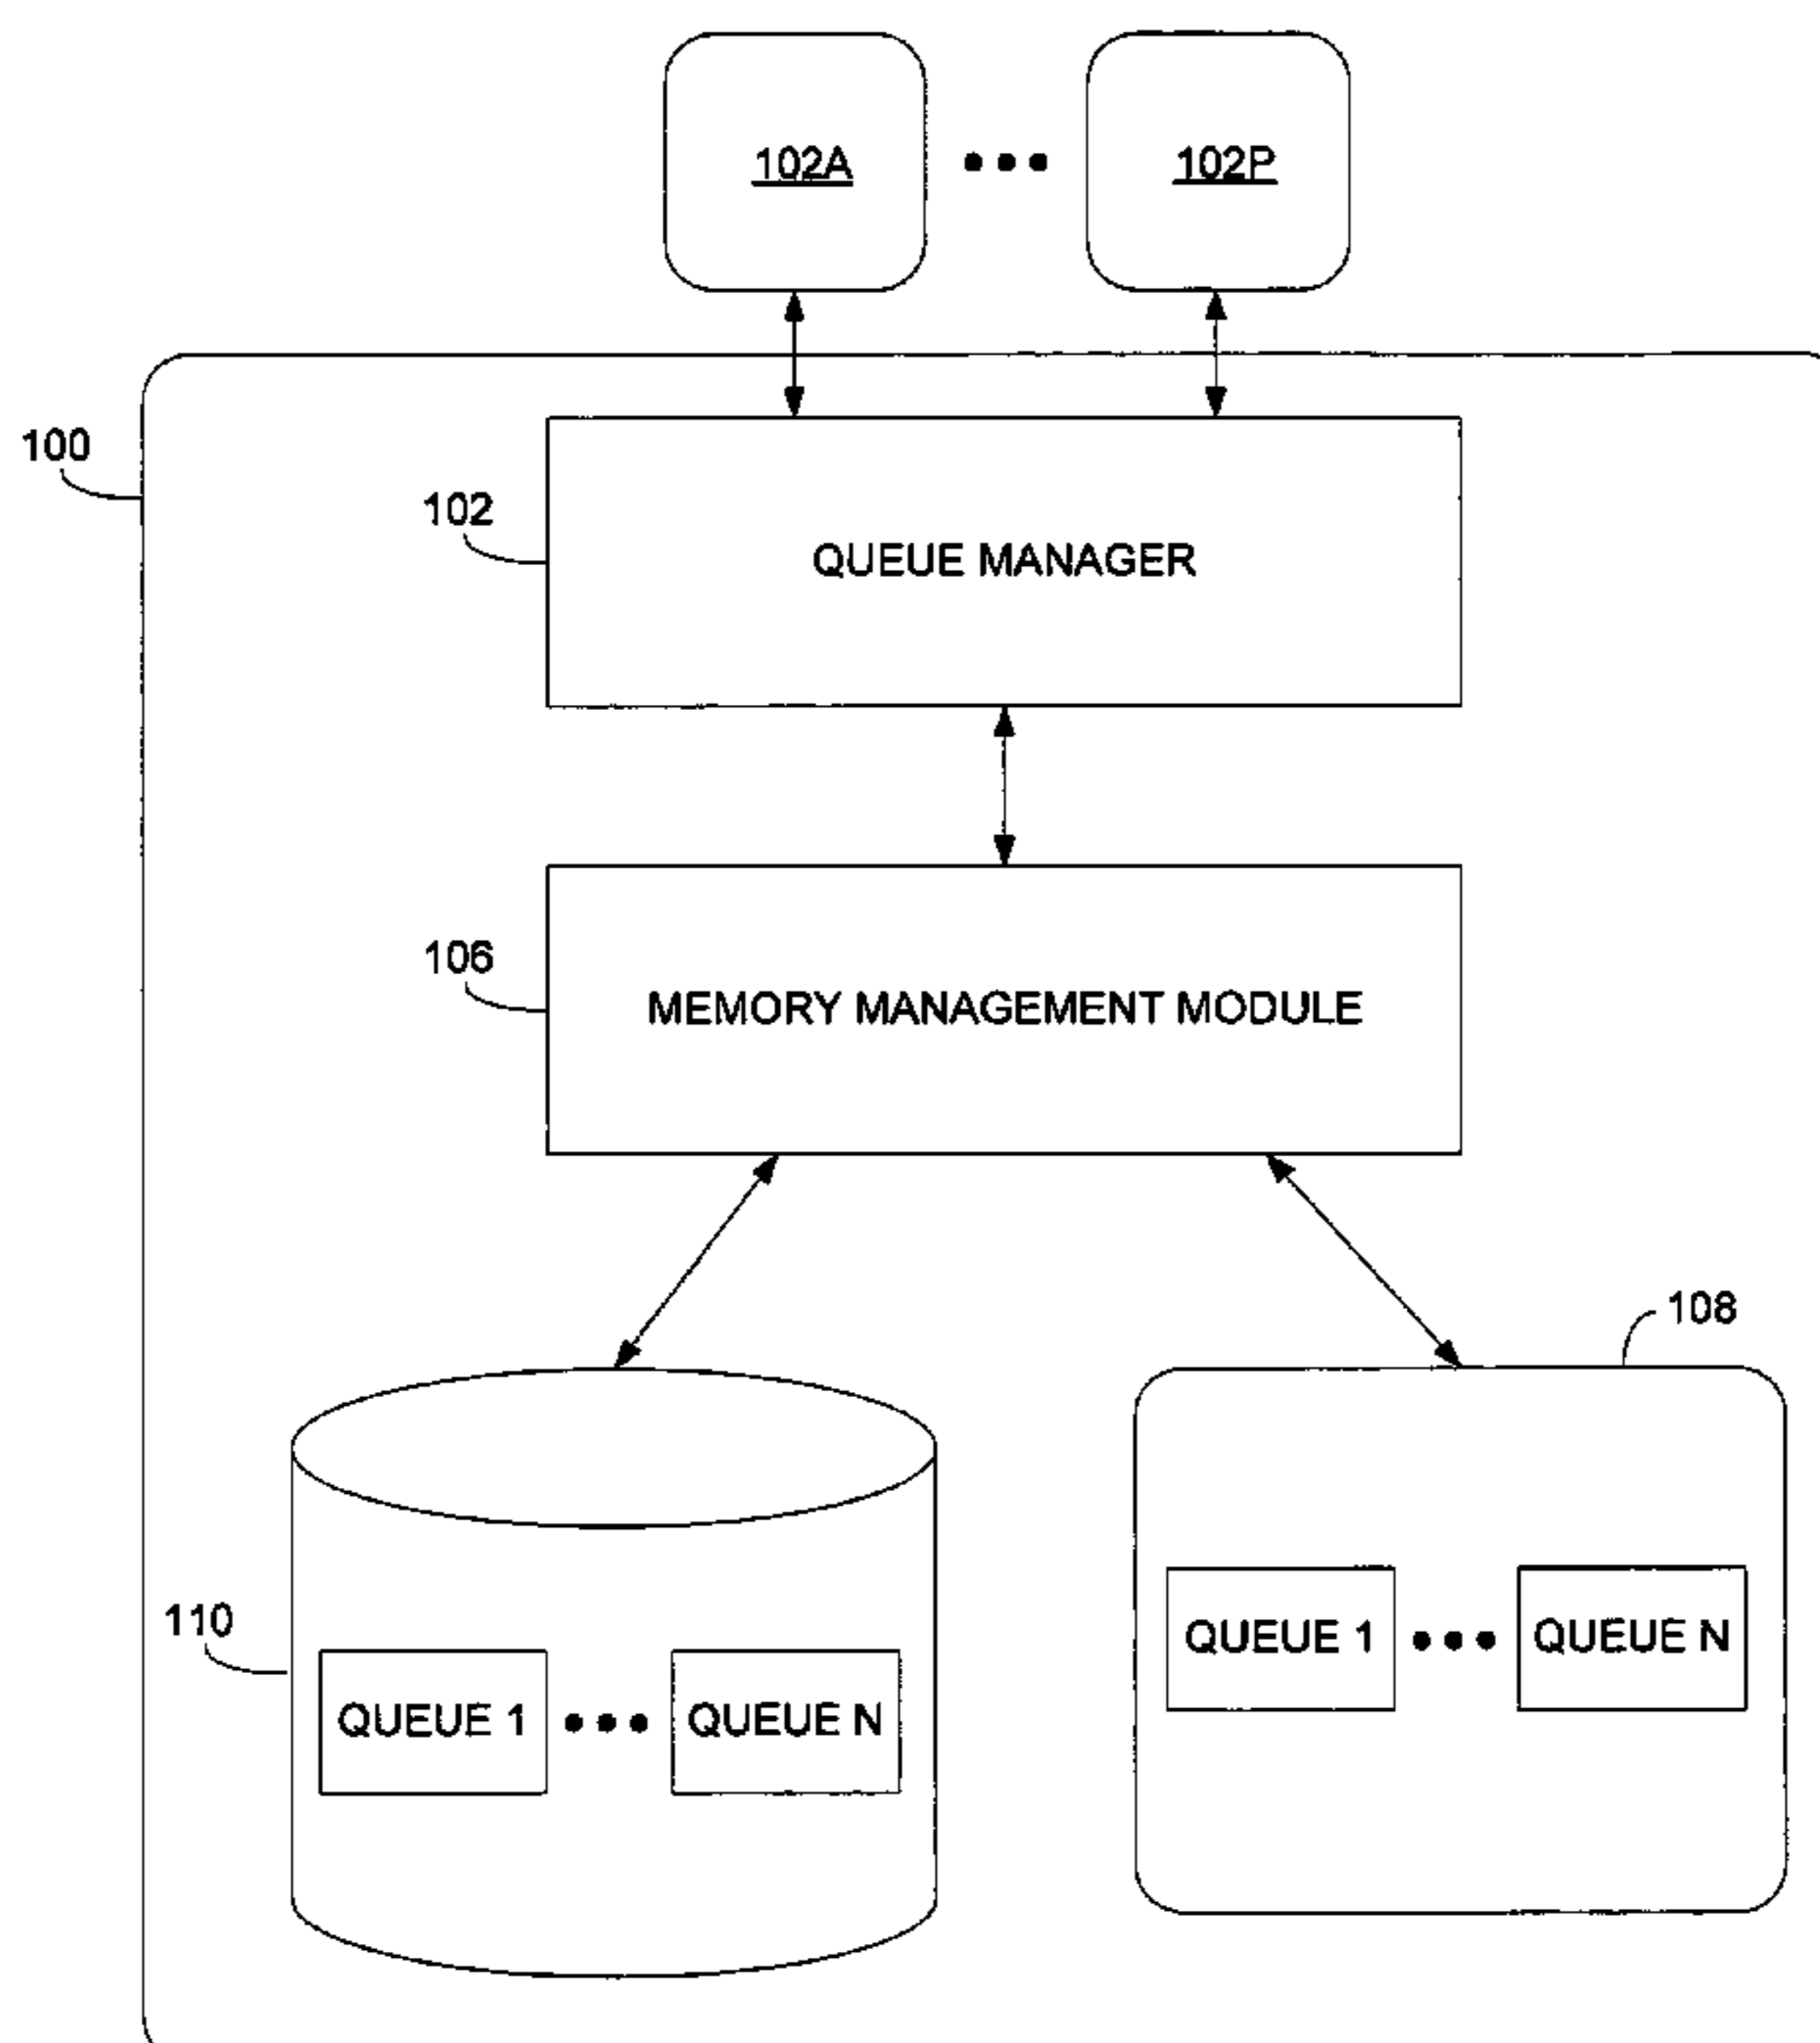 102A
102P
100
102
QUEUE MANAGER
106
MEMORY MANAGEMENT MODULE
108
110
QUEUE 1
QUEUE N
QUEUE 1
QUEUE N